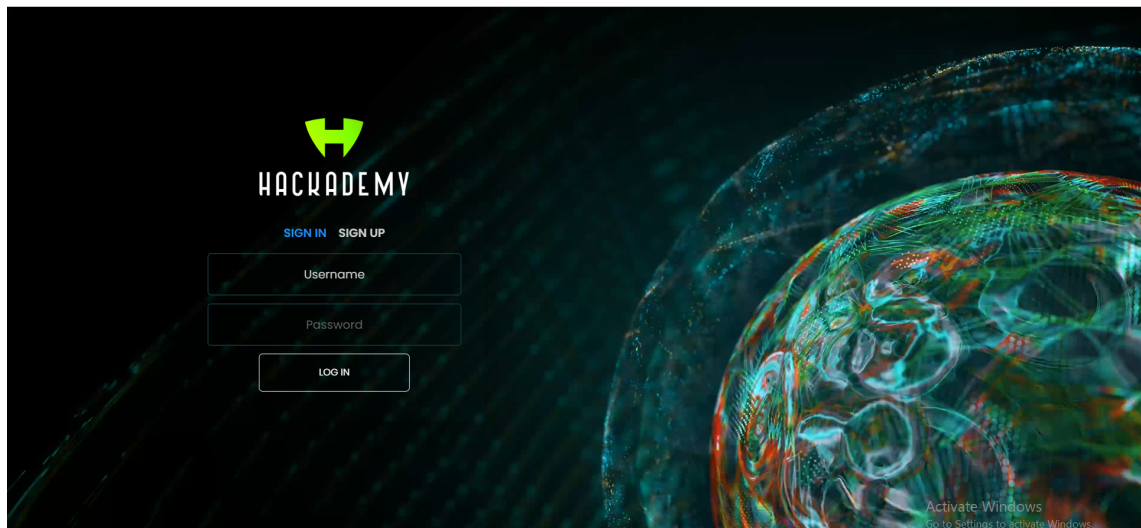 HACKADEMY
SIGN IN SIGN UP
Username
Password
LOG IN
Activate Windows
Go to Settings to activate Windows.